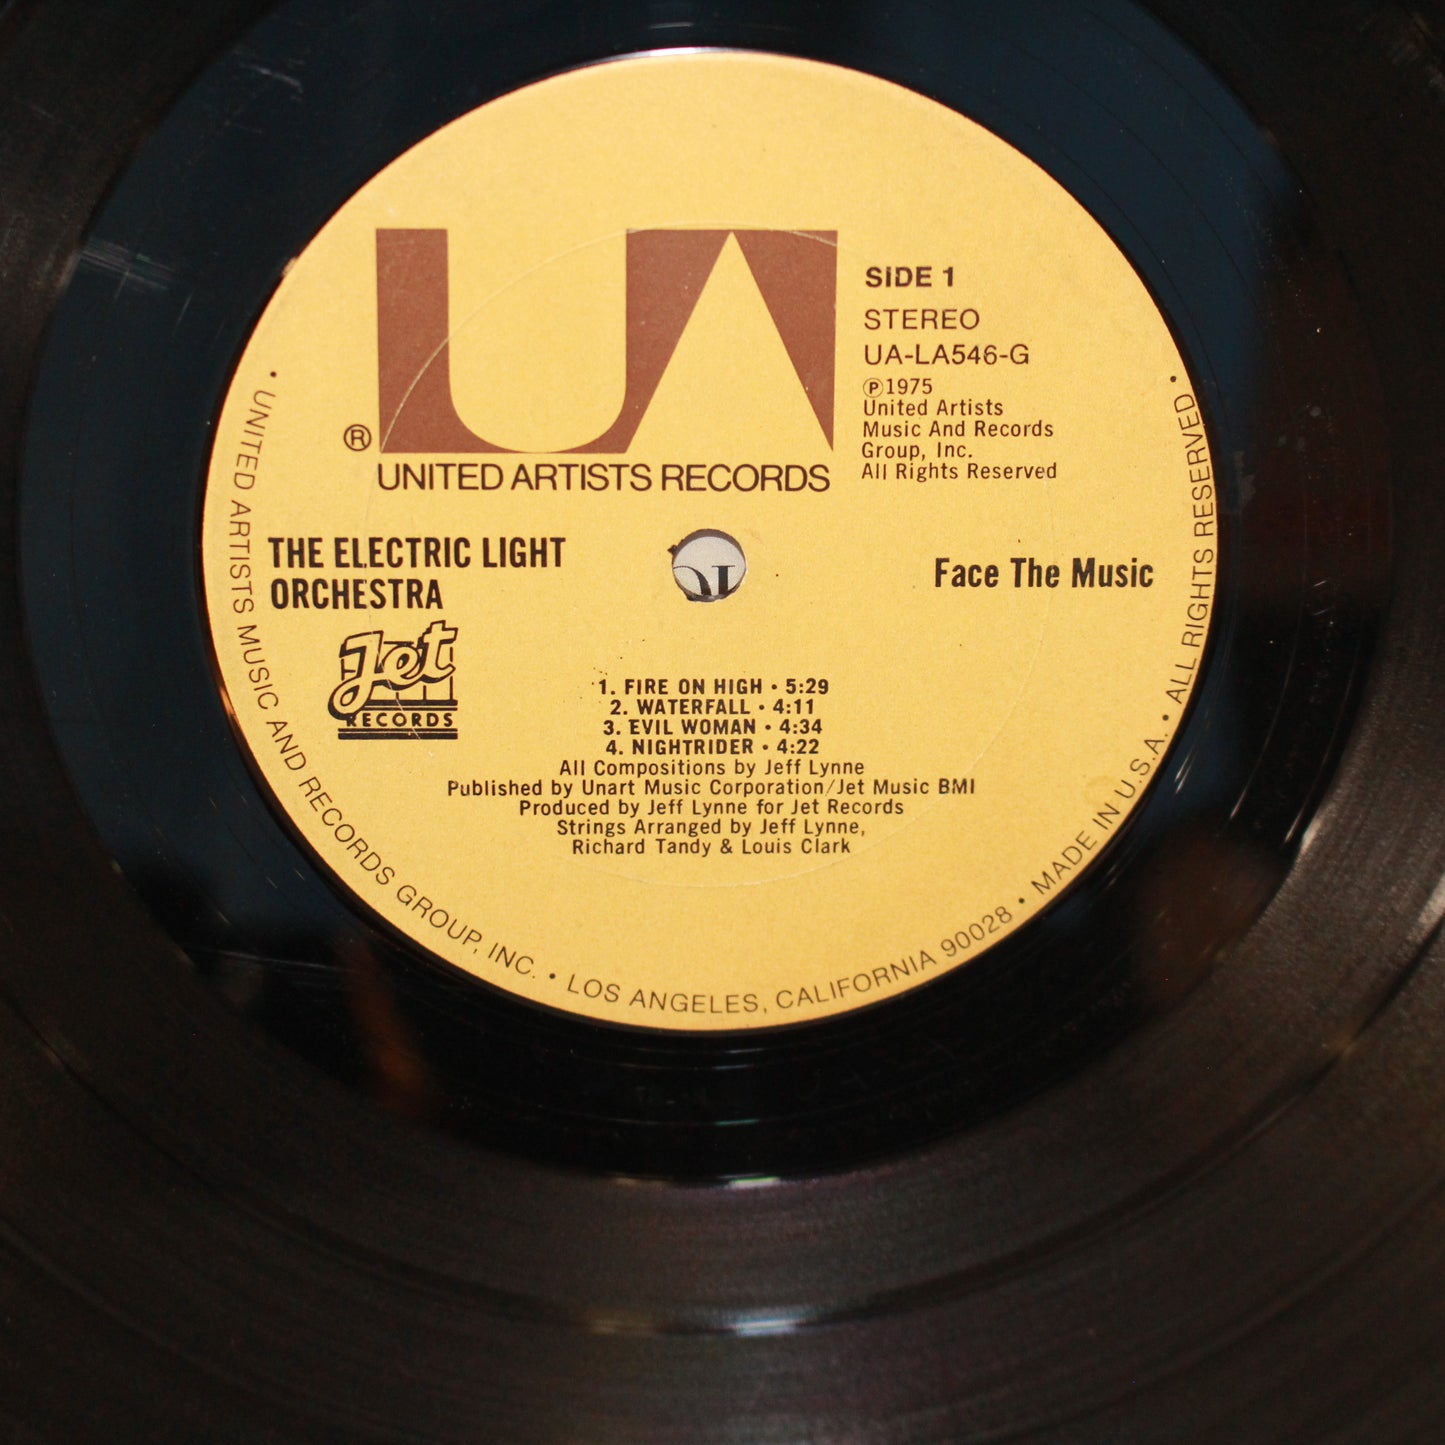 SIDE 1
STEREO
UA-LA546-G
Ⓟ1975
United Artists
Music And Records
Group, Inc.
All Rights Reserved
UA
®
UNITED ARTISTS RECORDS
THE ELECTRIC LIGHT
ORCHESTRA
Face The Music
Jet
RECORDS
1. FIRE ON HIGH • 5:29
2. WATERFALL • 4:11
3. EVIL WOMAN • 4:34
4. NIGHTRIDER • 4:22
All Compositions by Jeff Lynne
Published by Unart Music Corporation/Jet Music BMI
Produced by Jeff Lynne for Jet Records
Strings Arranged by Jeff Lynne,
Richard Tandy & Louis Clark
• UNITED ARTISTS MUSIC AND RECORDS GROUP, INC. • LOS ANGELES, CALIFORNIA 90028 • MADE IN U.S.A. • ALL RIGHTS RESERVED •